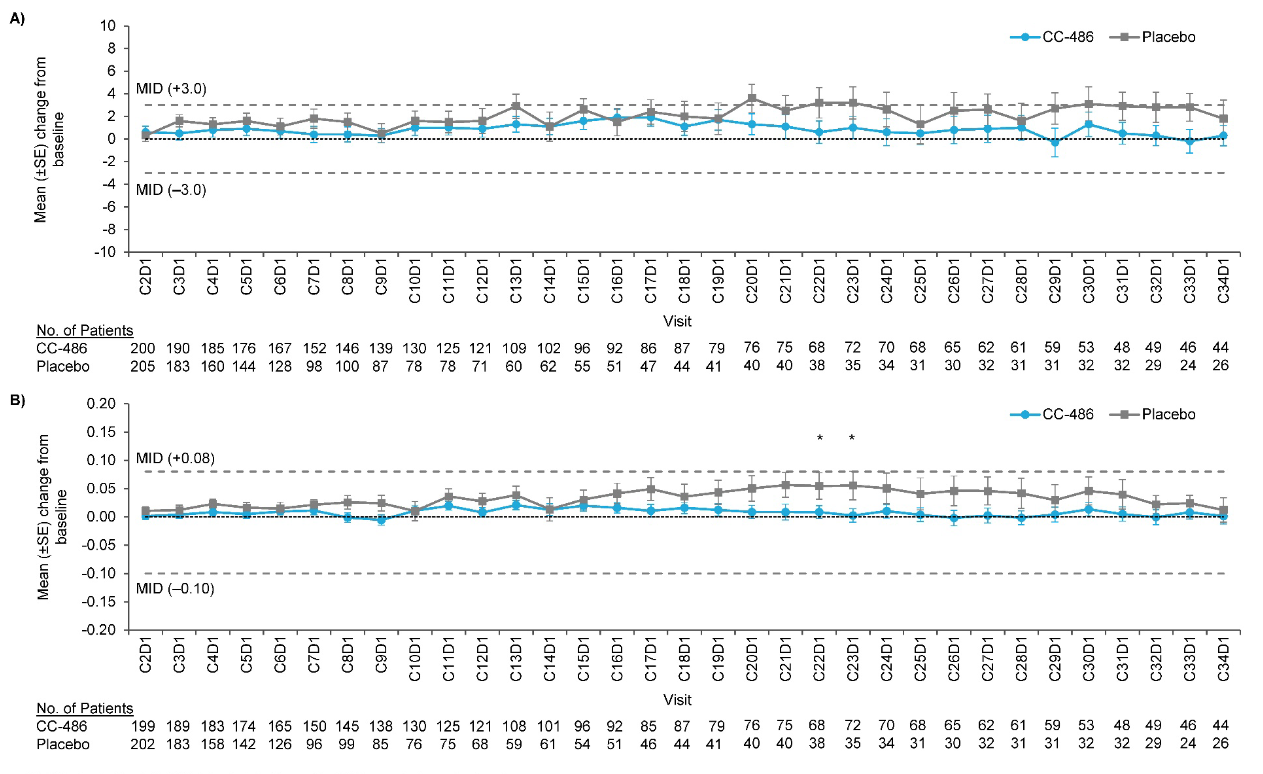 A)
CC-486 Placebo
10
8
6
4
2
0
-2
-4
-6
-8
-10
Mean (±SE) change from
baseline
MID (+3.0)
MID (–3.0)
C2D1 C3D1 C4D1 C5D1 C6D1 C7D1 C8D1 C9D1 C10D1 C11D1 C12D1 C13D1 C14D1 C15D1 C16D1 C17D1 C18D1 C19D1 C20D1 C21D1 C22D1 C23D1 C24D1 C25D1 C26D1 C27D1 C28D1 C29D1 C30D1 C31D1 C32D1 C33D1 C34D1
Visit
No. of Patients
CC-486 200 190 185 176 167 152 146 139 130 125 121 109 102 96 92 86 87 79 76 75 68 72 70 68 65 62 61 59 53 48 49 46 44
Placebo 205 183 160 144 128 98 100 87 78 78 71 60 62 55 51 47 44 41 40 40 38 35 34 31 30 32 31 31 32 32 29 24 26
B)
CC-486 Placebo
0.20
0.15
0.10
0.05
0.00
-0.05
-0.10
-0.15
-0.20
Mean (±SE) change from
baseline
MID (+0.08)
* *
MID (–0.10)
C2D1 C3D1 C4D1 C5D1 C6D1 C7D1 C8D1 C9D1 C10D1 C11D1 C12D1 C13D1 C14D1 C15D1 C16D1 C17D1 C18D1 C19D1 C20D1 C21D1 C22D1 C23D1 C24D1 C25D1 C26D1 C27D1 C28D1 C29D1 C30D1 C31D1 C32D1 C33D1 C34D1
Visit
No. of Patients
CC-486 199 189 183 174 165 150 145 138 130 125 121 108 101 96 92 85 87 79 76 75 68 72 70 68 65 62 61 59 53 48 49 46 44
Placebo 202 183 158 142 126 96 99 85 76 75 68 59 61 54 51 46 44 41 40 40 38 35 34 31 30 32 31 31 32 32 29 24 26